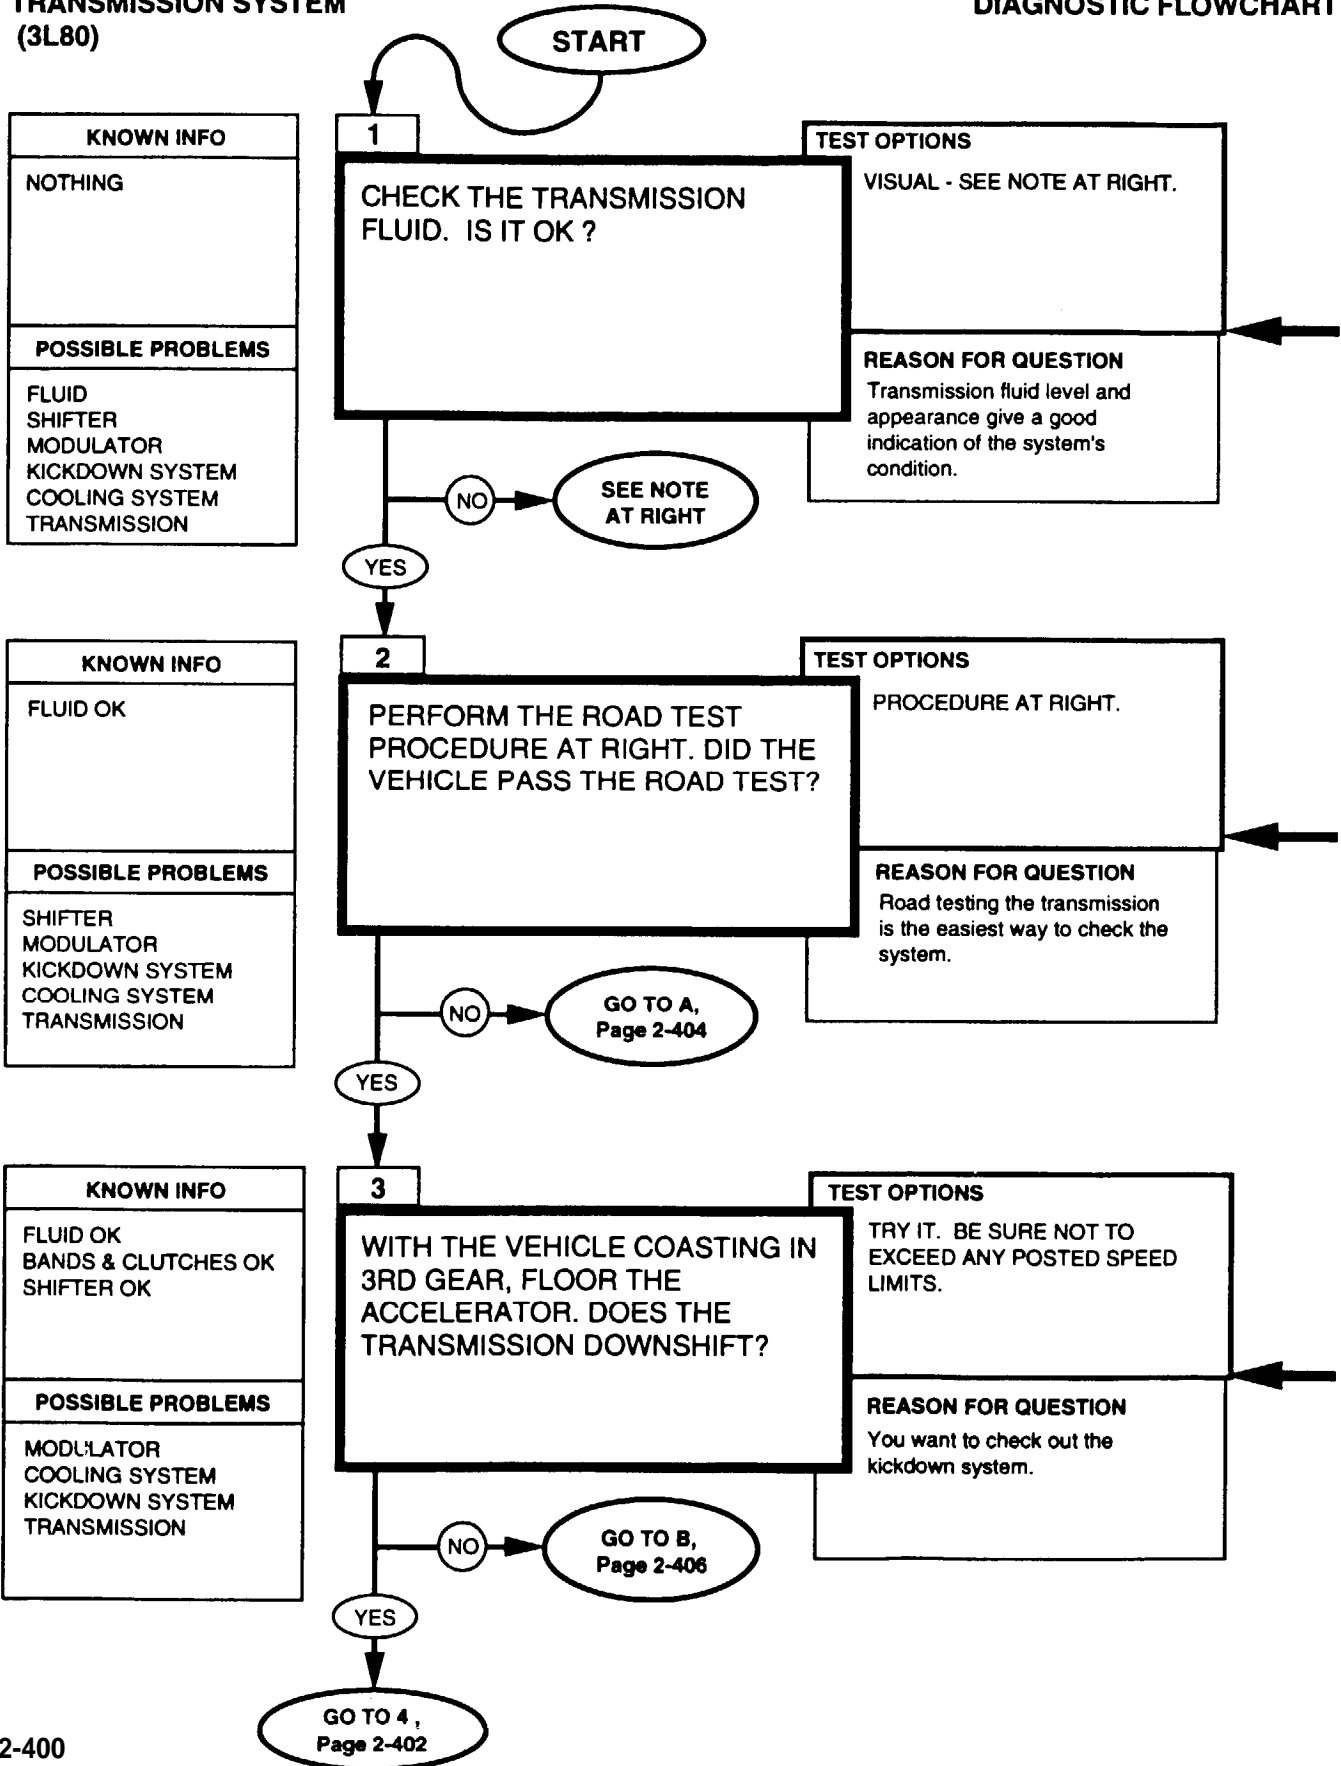 TRANSMISSION SYSTEM
(3L80)
DIAGNOSTIC FLOWCHART
START
KNOWN INFO
NOTHING
POSSIBLE PROBLEMS
FLUID
SHIFTER
MODULATOR
KICKDOWN SYSTEM
COOLING SYSTEM
TRANSMISSION
1
CHECK THE TRANSMISSION
FLUID. IS IT OK ?
TEST OPTIONS
VISUAL - SEE NOTE AT RIGHT.
REASON FOR QUESTION
Transmission fluid level and
appearance give a good
indication of the system's
condition.
NO
SEE NOTE
AT RIGHT
YES
KNOWN INFO
FLUID OK
POSSIBLE PROBLEMS
SHIFTER
MODULATOR
KICKDOWN SYSTEM
COOLING SYSTEM
TRANSMISSION
2
PERFORM THE ROAD TEST
PROCEDURE AT RIGHT. DID THE
VEHICLE PASS THE ROAD TEST?
TEST OPTIONS
PROCEDURE AT RIGHT.
REASON FOR QUESTION
Road testing the transmission
is the easiest way to check the
system.
NO
GO TO A,
Page 2-404
YES
KNOWN INFO
FLUID OK
BANDS & CLUTCHES OK
SHIFTER OK
POSSIBLE PROBLEMS
MODULATOR
COOLING SYSTEM
KICKDOWN SYSTEM
TRANSMISSION
3
WITH THE VEHICLE COASTING IN
3RD GEAR, FLOOR THE
ACCELERATOR. DOES THE
TRANSMISSION DOWNSHIFT?
TEST OPTIONS
TRY IT. BE SURE NOT TO
EXCEED ANY POSTED SPEED
LIMITS.
REASON FOR QUESTION
You want to check out the
kickdown system.
NO
GO TO B,
Page 2-406
YES
GO TO 4 ,
Page 2-402
2-400